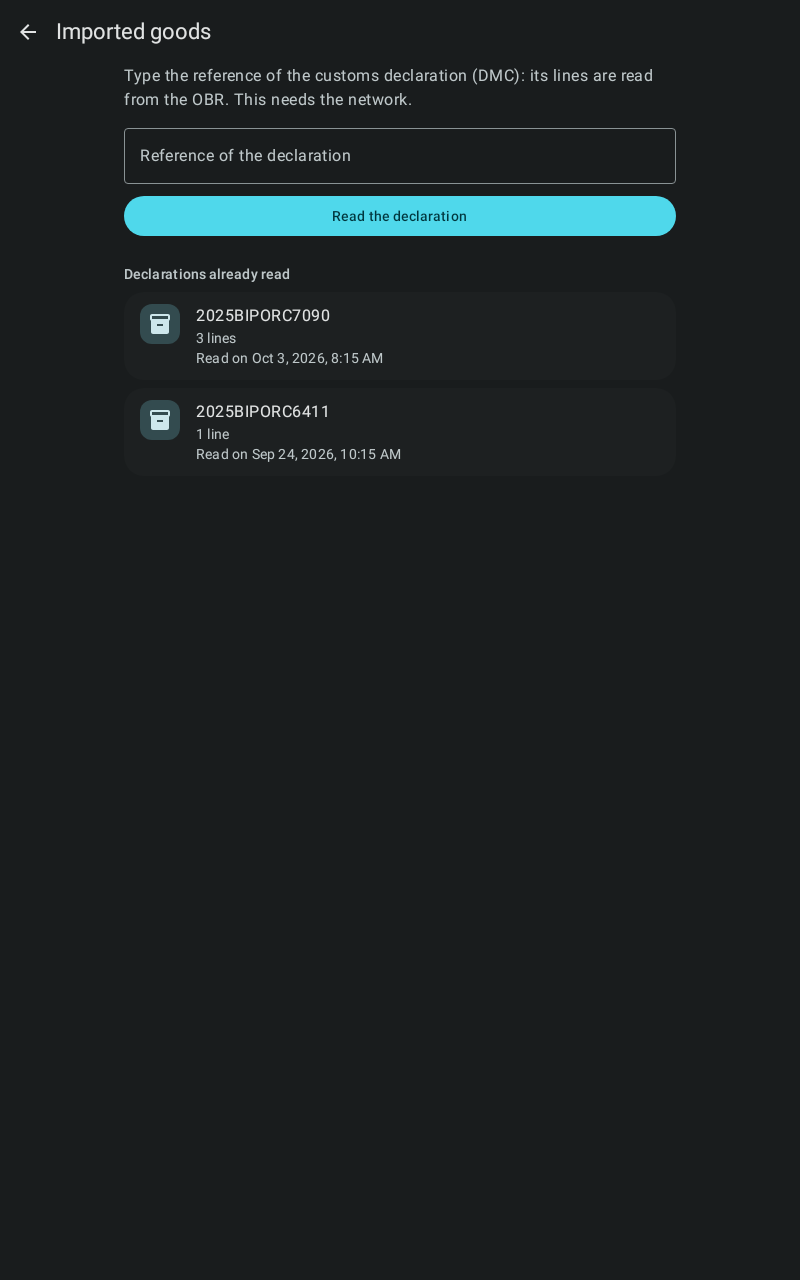 Imported goods
Type the reference of the customs declaration (DMC): its lines are read
from the OBR. This needs the network.
Reference of the declaration
Read the declaration
Declarations already read
2025BIPORC7090
3 lines
Read on Oct 3, 2026, 8:15 AM
2025BIPORC6411
1 line
Read on Sep 24, 2026, 10:15 AM